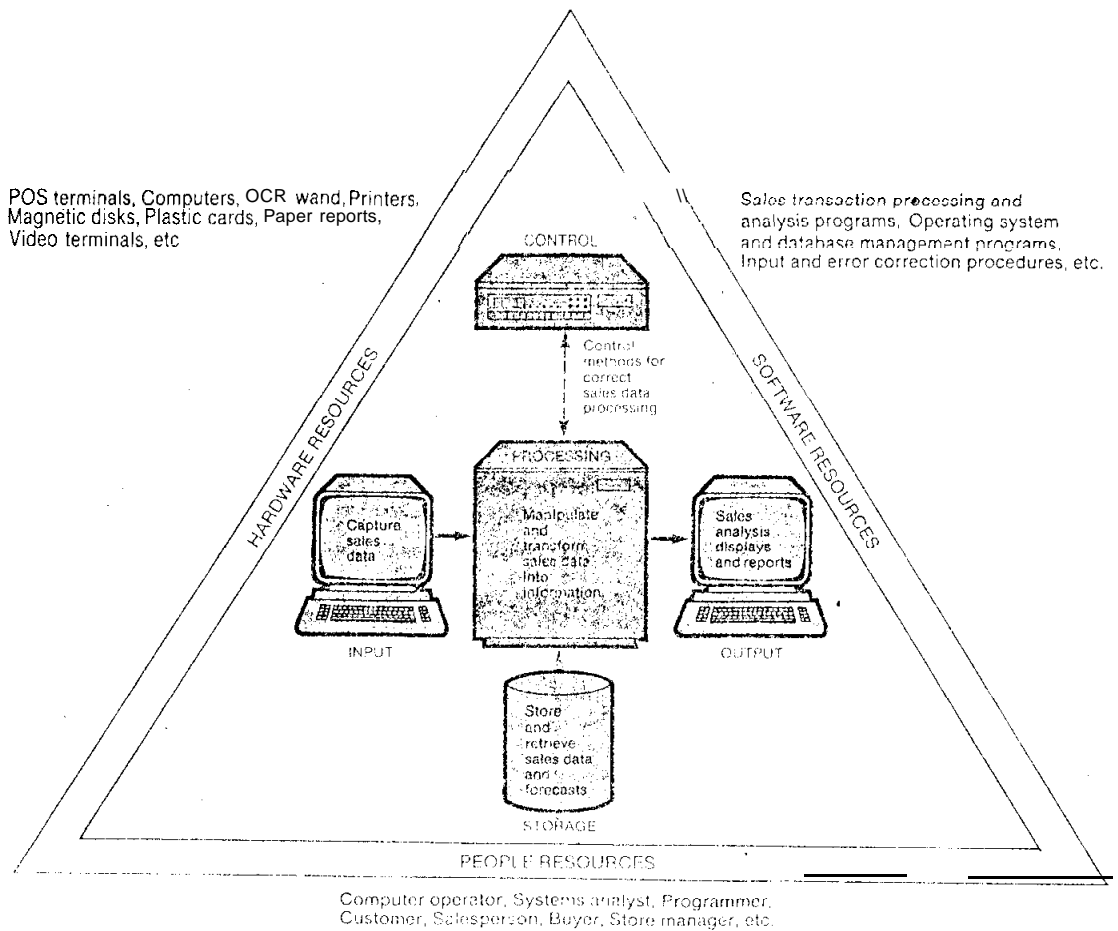 POS terminals, Computers, OCR wand, Printers,
Magnetic disks, Plastic cards, Paper reports,
Video terminals, etc
Sales transaction processing and
analysis programs, Operating system
and database management programs,
Input and error correction procedures, etc.
CONTROL
Control
methods for
correct
sales data
processing
HARDWARE RESOURCES
SOFTWARE RESOURCES
PROCESSING
Capture
sales
data
Manipulate
and
transform
sales data
into
information
Sales
analysis
displays
and reports
INPUT
OUTPUT
Store
and
retrieve
sales data
and
forecasts
STORAGE
PEOPLE RESOURCES
Computer operator, Systems analyst, Programmer,
Customer, Salesperson, Buyer, Store manager, etc.